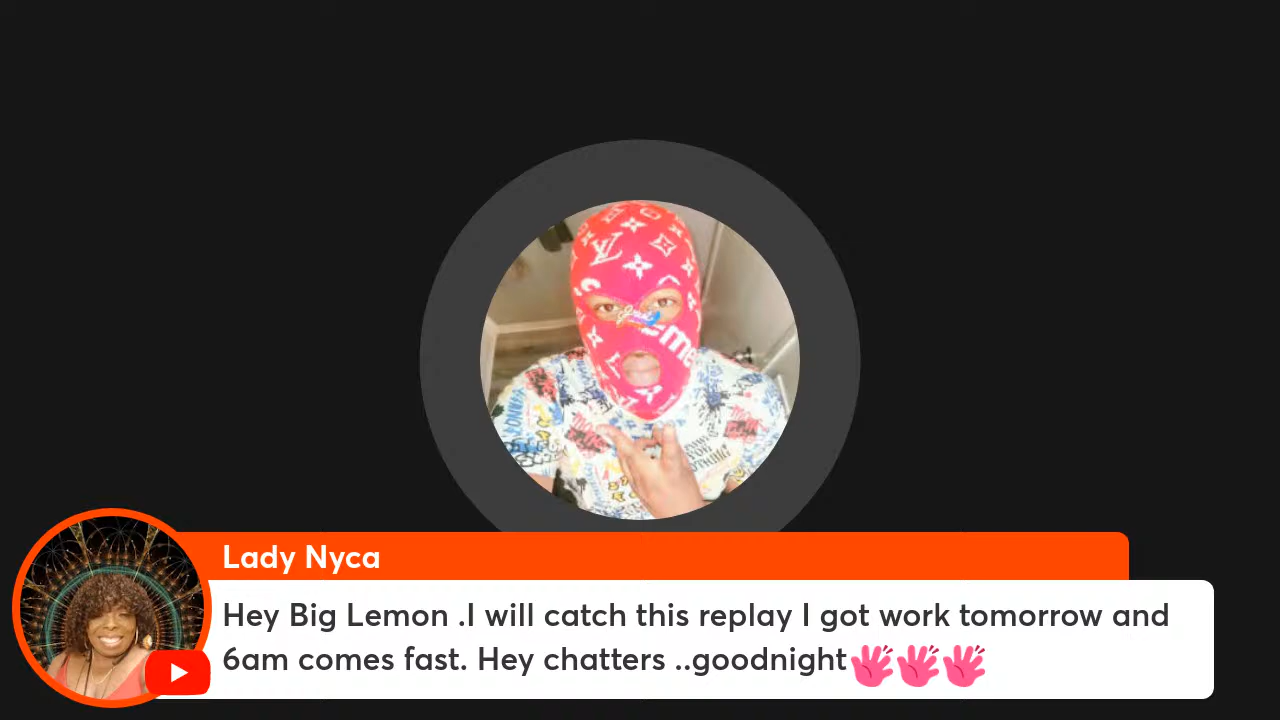 Lady Nyca
Hey Big Lemon .I will catch this replay I got work tomorrow and
6am comes fast. Hey chatters ..goodnight